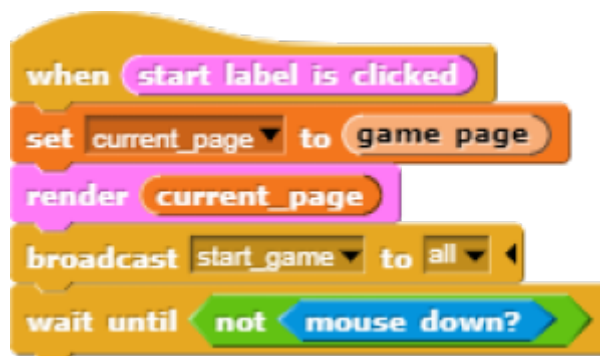 when start label is clicked
set current_page to game page
render current_page
broadcast start_game to all
wait until not mouse down?